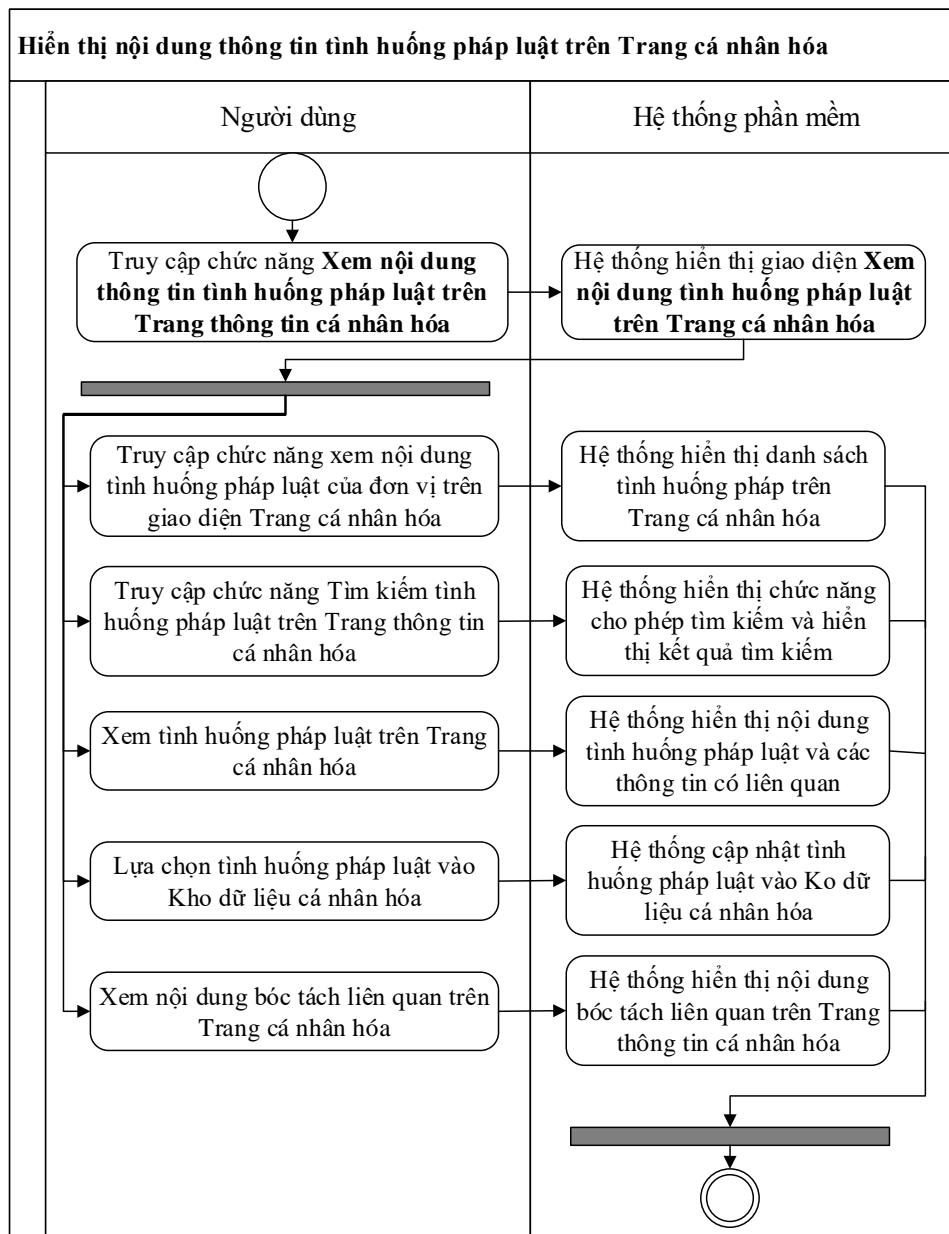 Hiển thị nội dung thông tin tình huống pháp luật trên Trang cá nhân hóa
Người dùng
Hệ thống phần mềm
Truy cập chức năng Xem nội dung
thông tin tình huống pháp luật trên
Trang thông tin cá nhân hóa
Hệ thống hiển thị giao diện Xem
nội dung tình huống pháp luật
trên Trang cá nhân hóa
Truy cập chức năng xem nội dung
tình huống pháp luật của đơn vị trên
giao diện Trang cá nhân hóa
Hệ thống hiển thị danh sách
tình huống pháp trên
Trang cá nhân hóa
Truy cập chức năng Tìm kiếm tình
huống pháp luật trên Trang thông tin
cá nhân hóa
Hệ thống hiển thị chức năng
cho phép tìm kiếm và hiển
thị kết quả tìm kiếm
Xem tình huống pháp luật trên Trang
cá nhân hóa
Hệ thống hiển thị nội dung
tình huống pháp luật và các
thông tin có liên quan
Lựa chọn tình huống pháp luật vào
Kho dữ liệu cá nhân hóa
Hệ thống cập nhật tình
huống pháp luật vào Ko dữ
liệu cá nhân hóa
Xem nội dung bóc tách liên quan trên
Trang cá nhân hóa
Hệ thống hiển thị nội dung
bóc tách liên quan trên Trang
thông tin cá nhân hóa